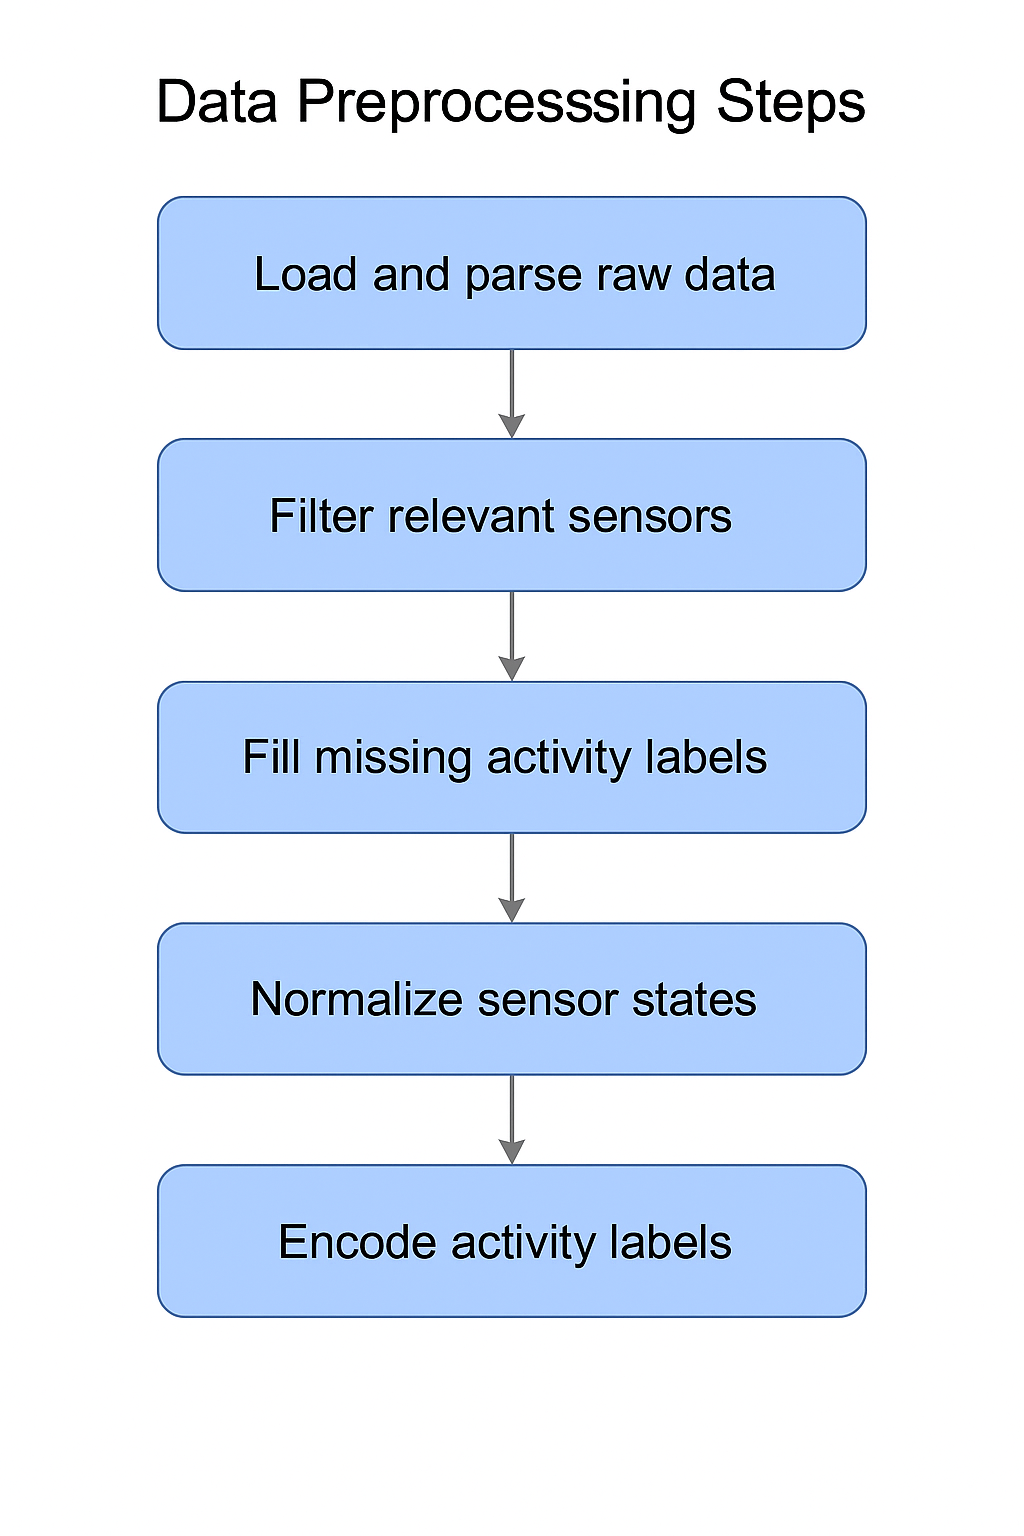 Data Preprocesssing Steps
Load and parse raw data
Filter relevant sensors
Fill missing activity labels
Normalize sensor states
Encode activity labels